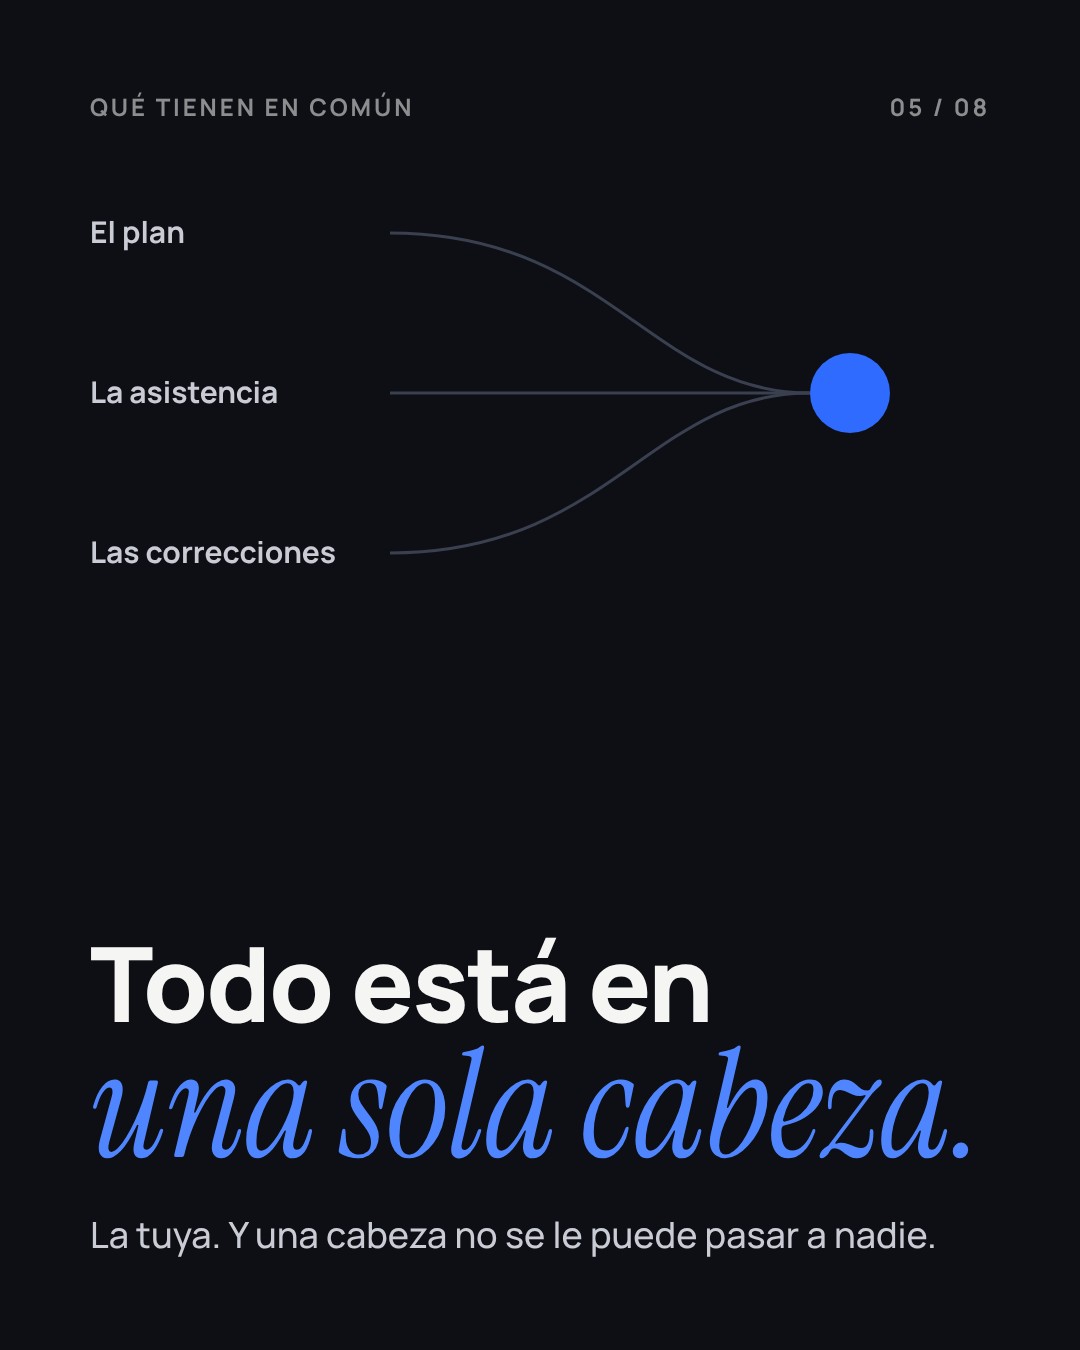 QUÉ TIENEN EN COMÚN
05 / 08
El plan
La asistencia
Las correcciones
Todo está en
una sola cabeza.
La tuya. Y una cabeza no se le puede pasar a nadie.